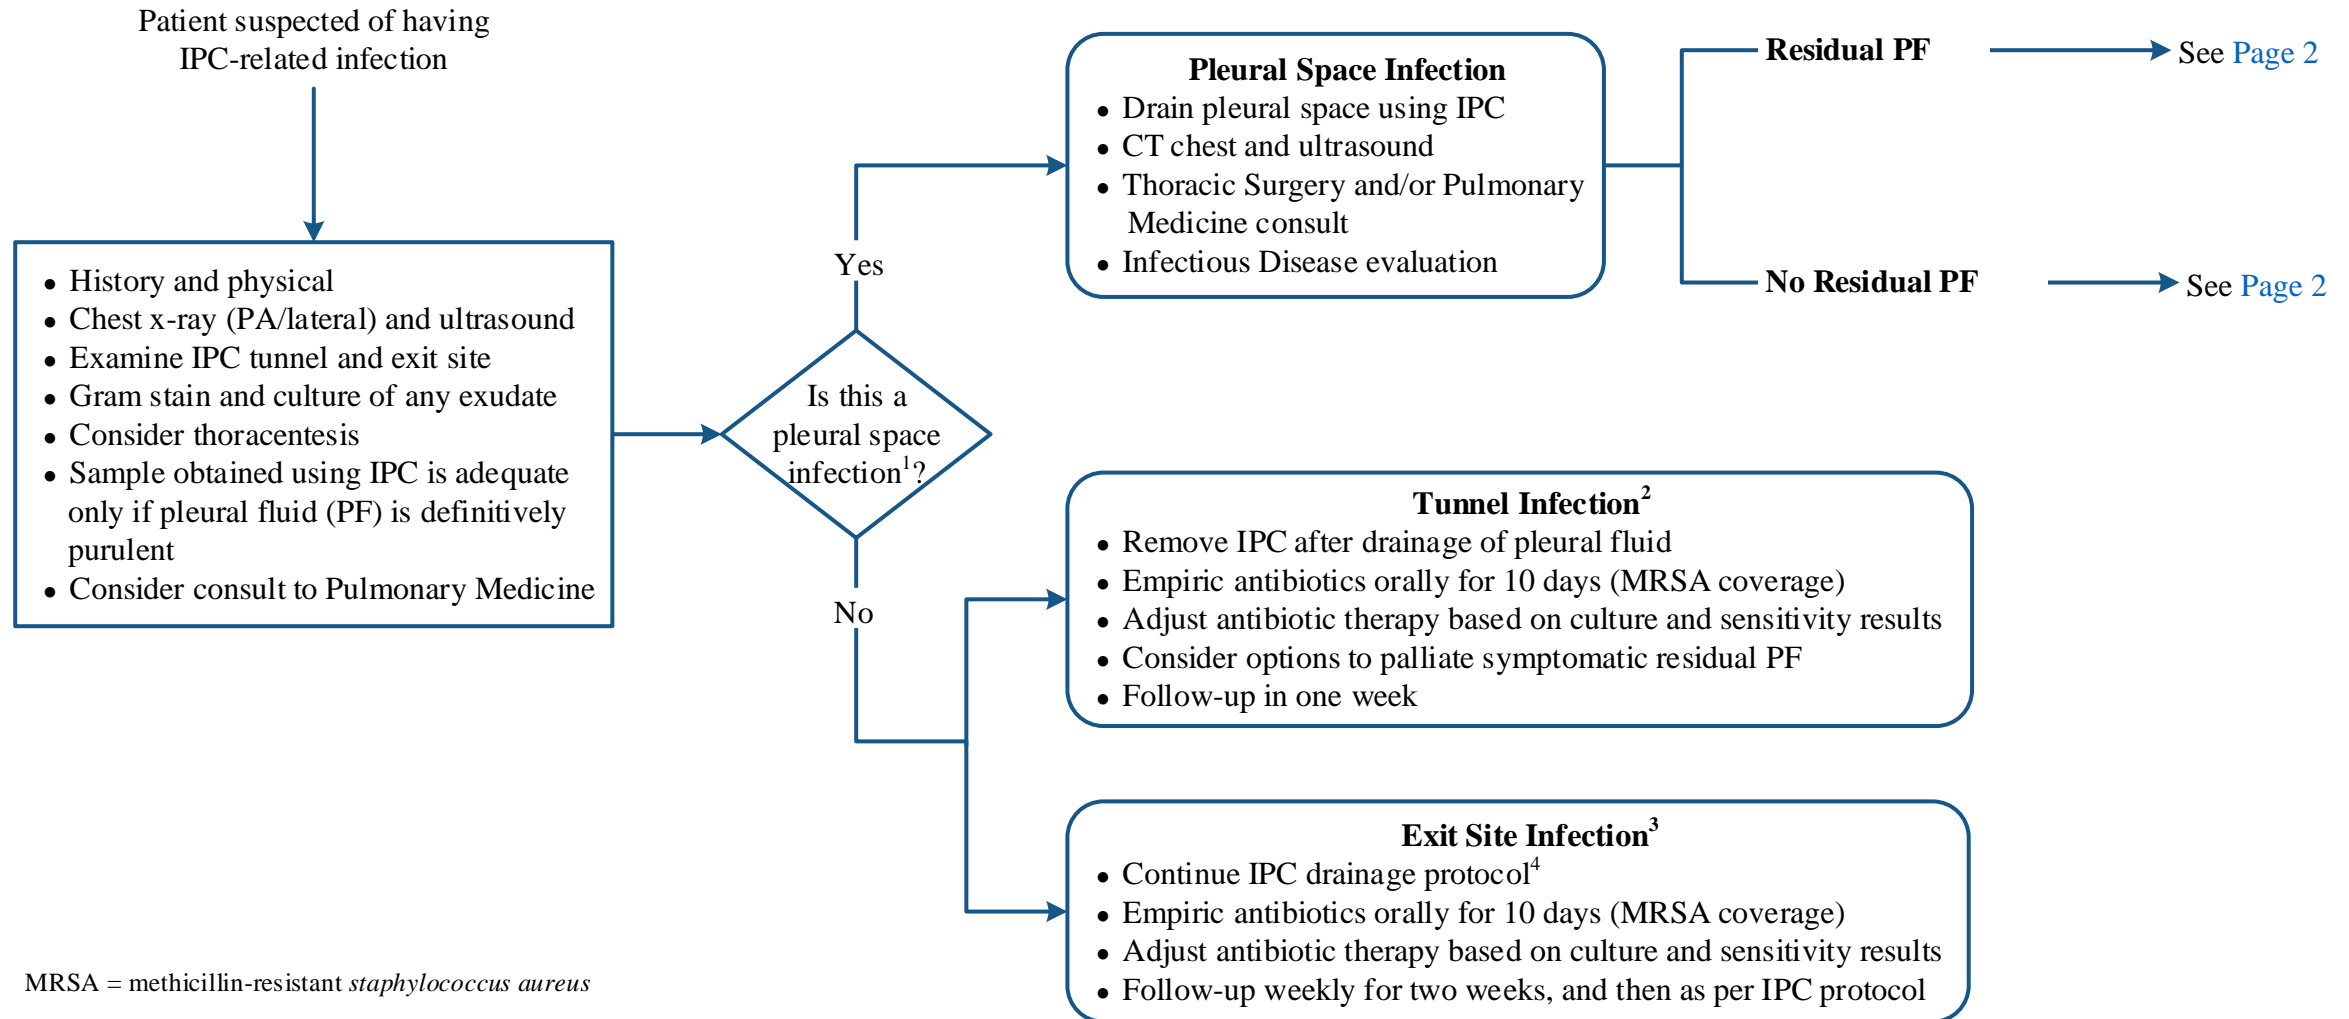 Patient suspected of having
IPC-related infection
• History and physical
• Chest x-ray (PA/lateral) and ultrasound
• Examine IPC tunnel and exit site
• Gram stain and culture of any exudate
• Consider thoracentesis
• Sample obtained using IPC is adequate
only if pleural fluid (PF) is definitively
purulent
• Consider consult to Pulmonary Medicine
Is this a
pleural space
infection¹?
Yes
No
Pleural Space Infection
• Drain pleural space using IPC
• CT chest and ultrasound
• Thoracic Surgery and/or Pulmonary
Medicine consult
• Infectious Disease evaluation
Residual PF
See Page 2
No Residual PF
See Page 2
Tunnel Infection²
• Remove IPC after drainage of pleural fluid
• Empiric antibiotics orally for 10 days (MRSA coverage)
• Adjust antibiotic therapy based on culture and sensitivity results
• Consider options to palliate symptomatic residual PF
• Follow-up in one week
Exit Site Infection³
• Continue IPC drainage protocol⁴
• Empiric antibiotics orally for 10 days (MRSA coverage)
• Adjust antibiotic therapy based on culture and sensitivity results
• Follow-up weekly for two weeks, and then as per IPC protocol
MRSA = methicillin-resistant staphylococcus aureus